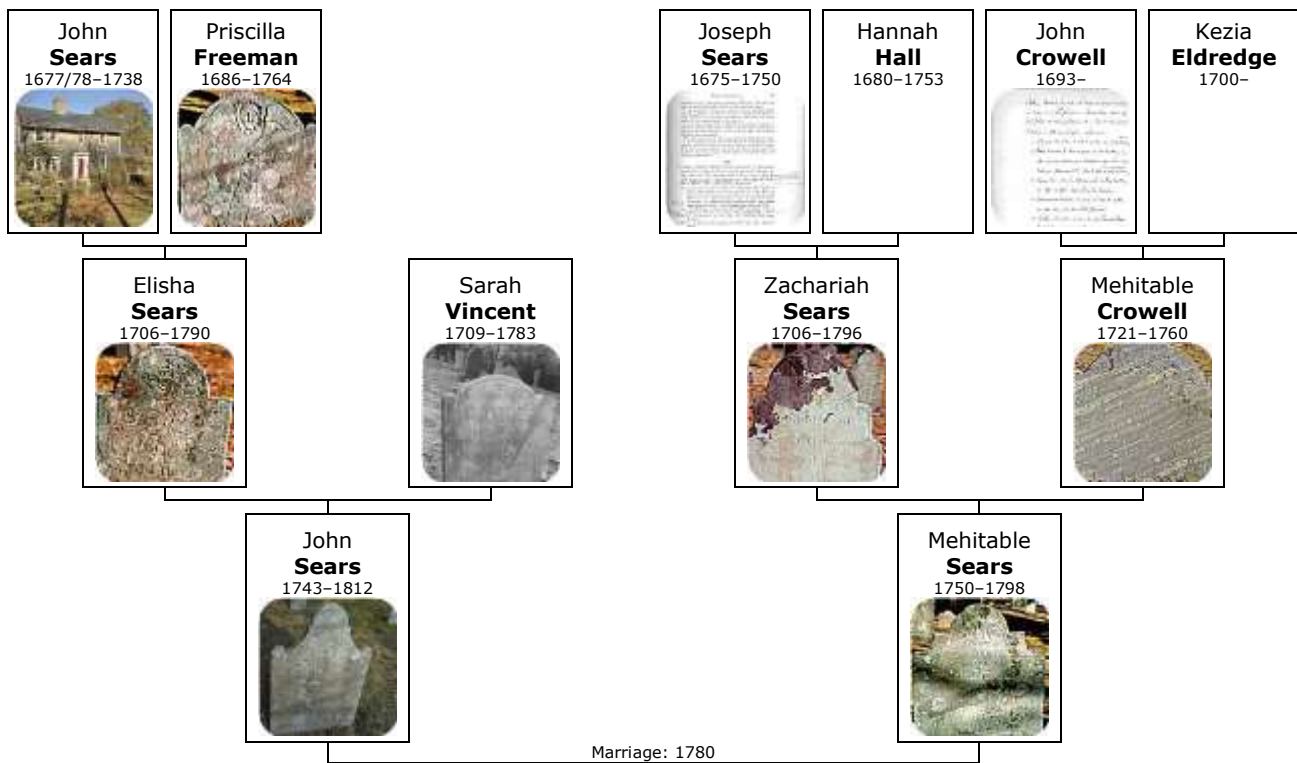 John
Sears
1677/78–1738
Priscilla
Freeman
1686–1764
Joseph
Sears
1675–1750
Hannah
Hall
1680–1753
John
Crowell
1693–
Kezia
Eldredge
1700–
Elisha
Sears
1706–1790
Sarah
Vincent
1709–1783
Zachariah
Sears
1706–1796
Mehitable
Crowell
1721–1760
John
Sears
1743–1812
Mehitable
Sears
1750–1798
Marriage: 1780